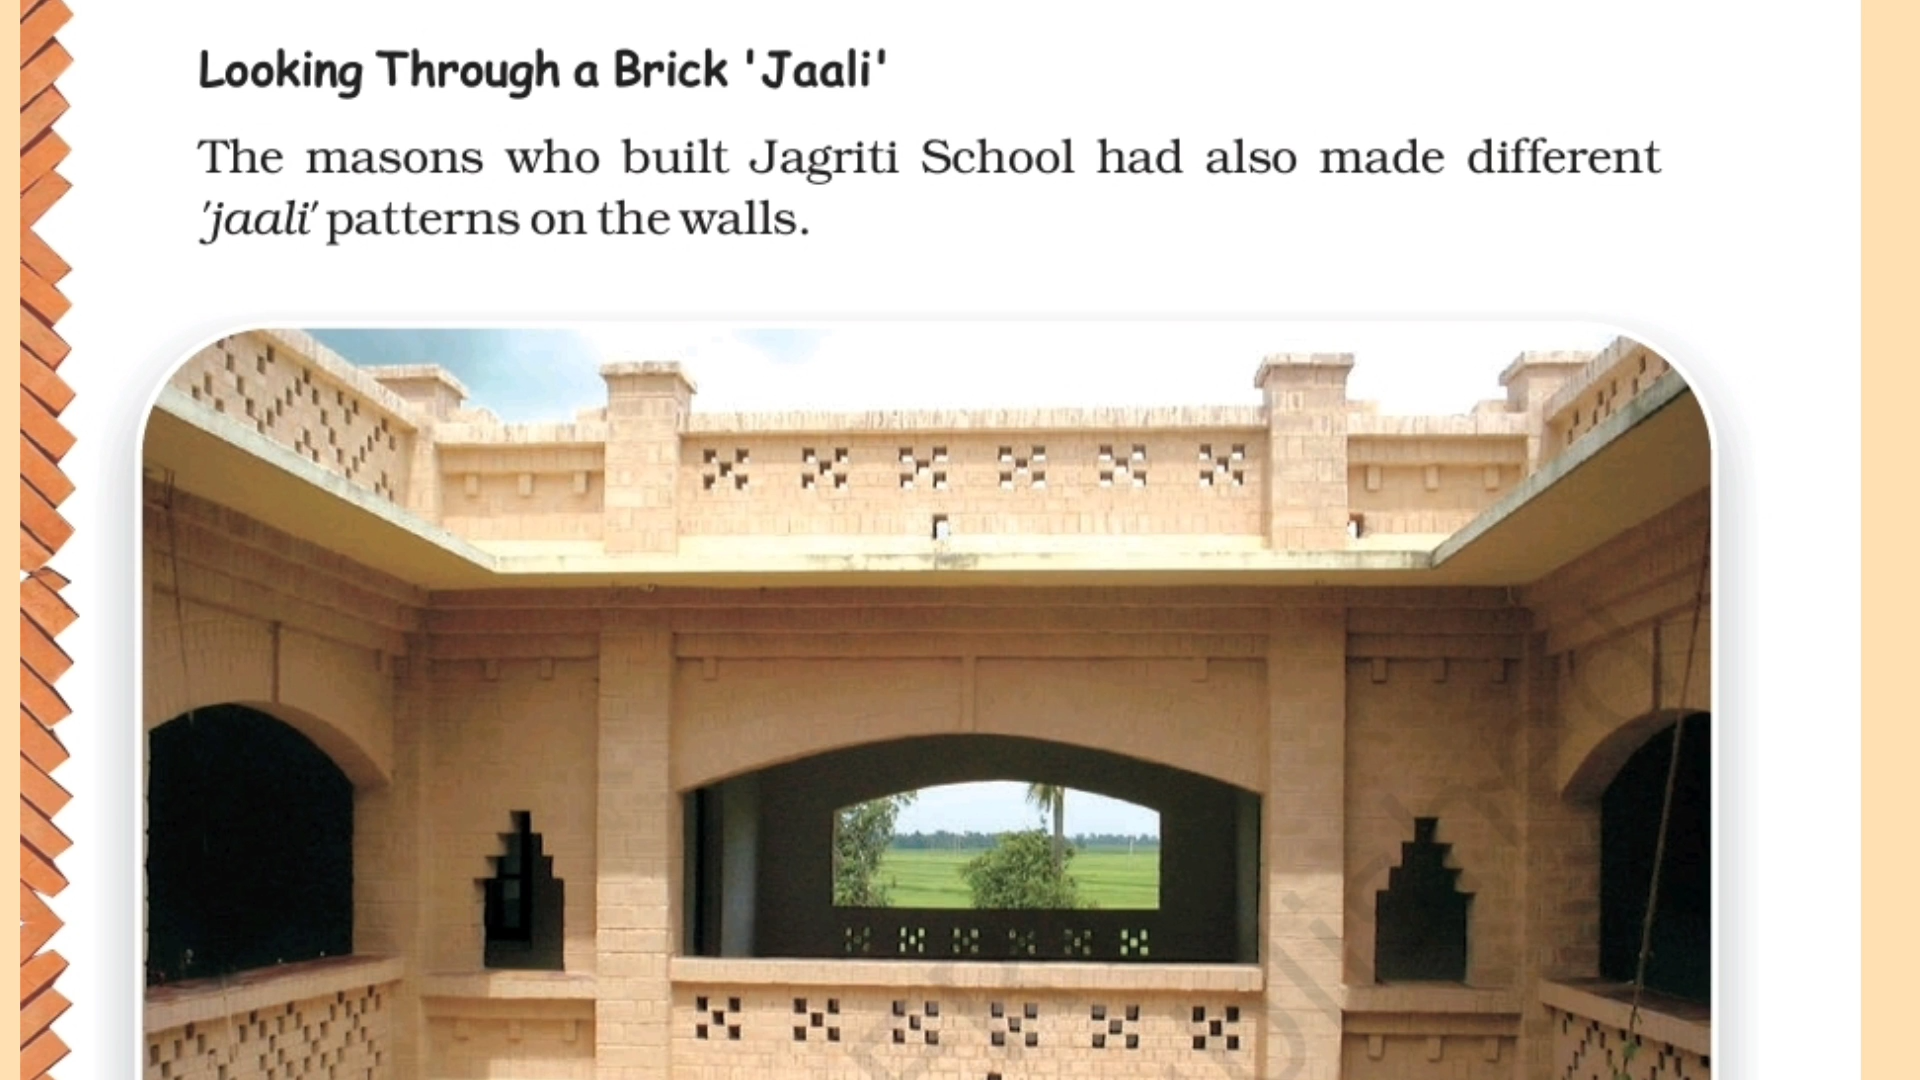 Looking Through a Brick 'Jaali'
The masons who built Jagriti School had also made different
'jaali' patterns on the walls.